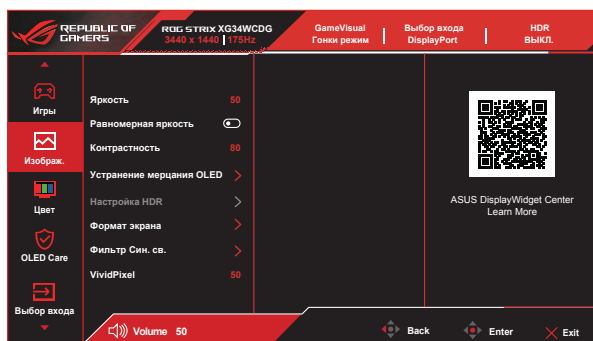 REPUBLIC OF
GAMERS
ROG STRIX XG34WCDG
3440 x 1440 175Hz
GameVisual
Гонки режим
Выбор входа
DisplayPort
HDR
ВЫКЛ.
Игры
Изображ.
Цвет
OLED Care
Выбор входа
Яркость 50
Равномерная яркость
Контрастность 80
Устранение мерцания OLED
Настройка HDR
Формат экрана
Фильтр Син. св.
VividPixel 50
ASUS DisplayWidget Center
Learn More
Volume 50
Back
Enter
Exit